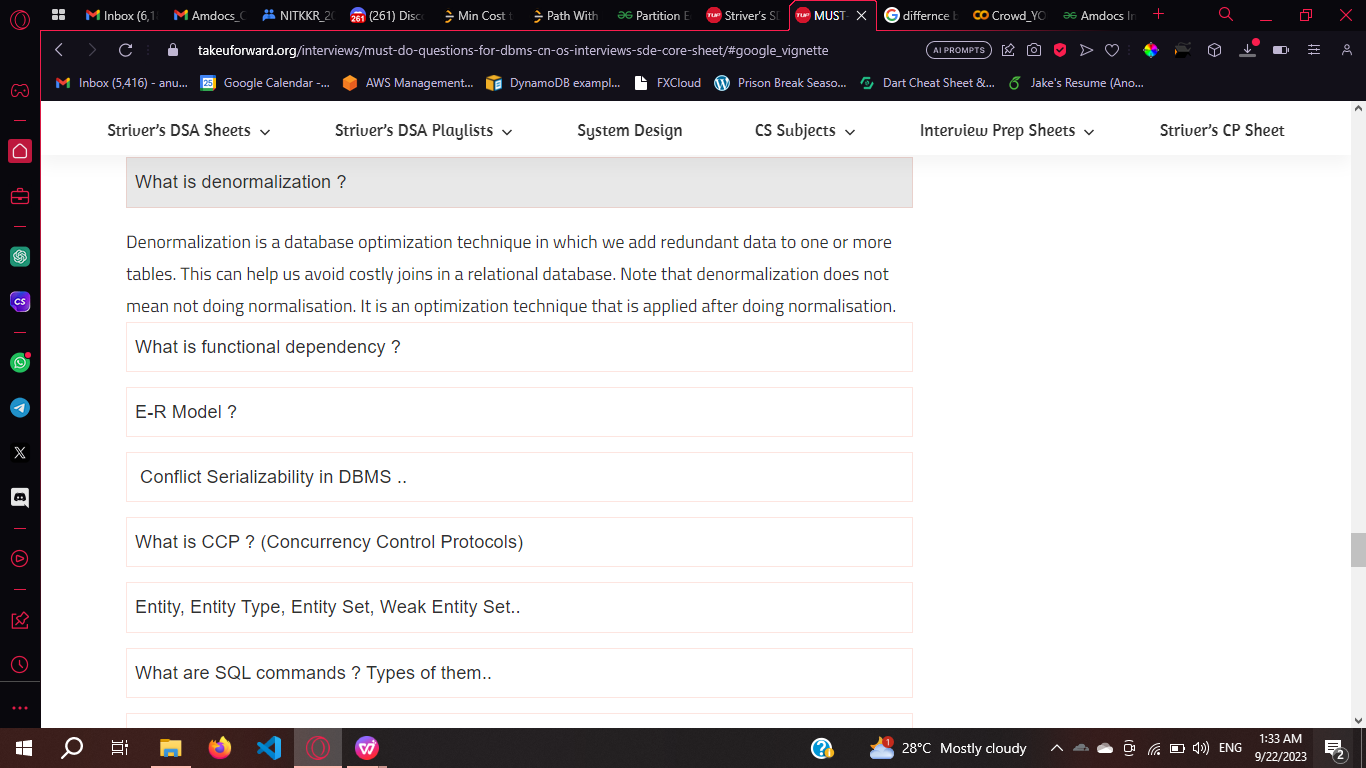 Inbox (6,1
Amdocs_C
NITKKR_20
(261) Disc
Min Cost t
Path With
Partition E
Striver's SD
MUST-
differnce b
Crowd_YO
Amdocs In
takeuforward.org/interviews/must-do-questions-for-dbms-cn-os-interviews-sde-core-sheet/#google_vignette
AI PROMPTS
Inbox (5,416) - anu...
Google Calendar -...
AWS Management...
DynamoDB exampl...
FXCloud
Prison Break Seaso...
Dart Cheat Sheet &...
Jake's Resume (Ano...
Striver's DSA Sheets
Striver's DSA Playlists
System Design
CS Subjects
Interview Prep Sheets
Striver's CP Sheet
What is denormalization ?
Denormalization is a database optimization technique in which we add redundant data to one or more
tables. This can help us avoid costly joins in a relational database. Note that denormalization does not
mean not doing normalisation. It is an optimization technique that is applied after doing normalisation.
What is functional dependency ?
E-R Model ?
Conflict Serializability in DBMS ..
What is CCP ? (Concurrency Control Protocols)
Entity, Entity Type, Entity Set, Weak Entity Set..
What are SQL commands ? Types of them..
28°C Mostly cloudy
ENG
1:33 AM
9/22/2023
2